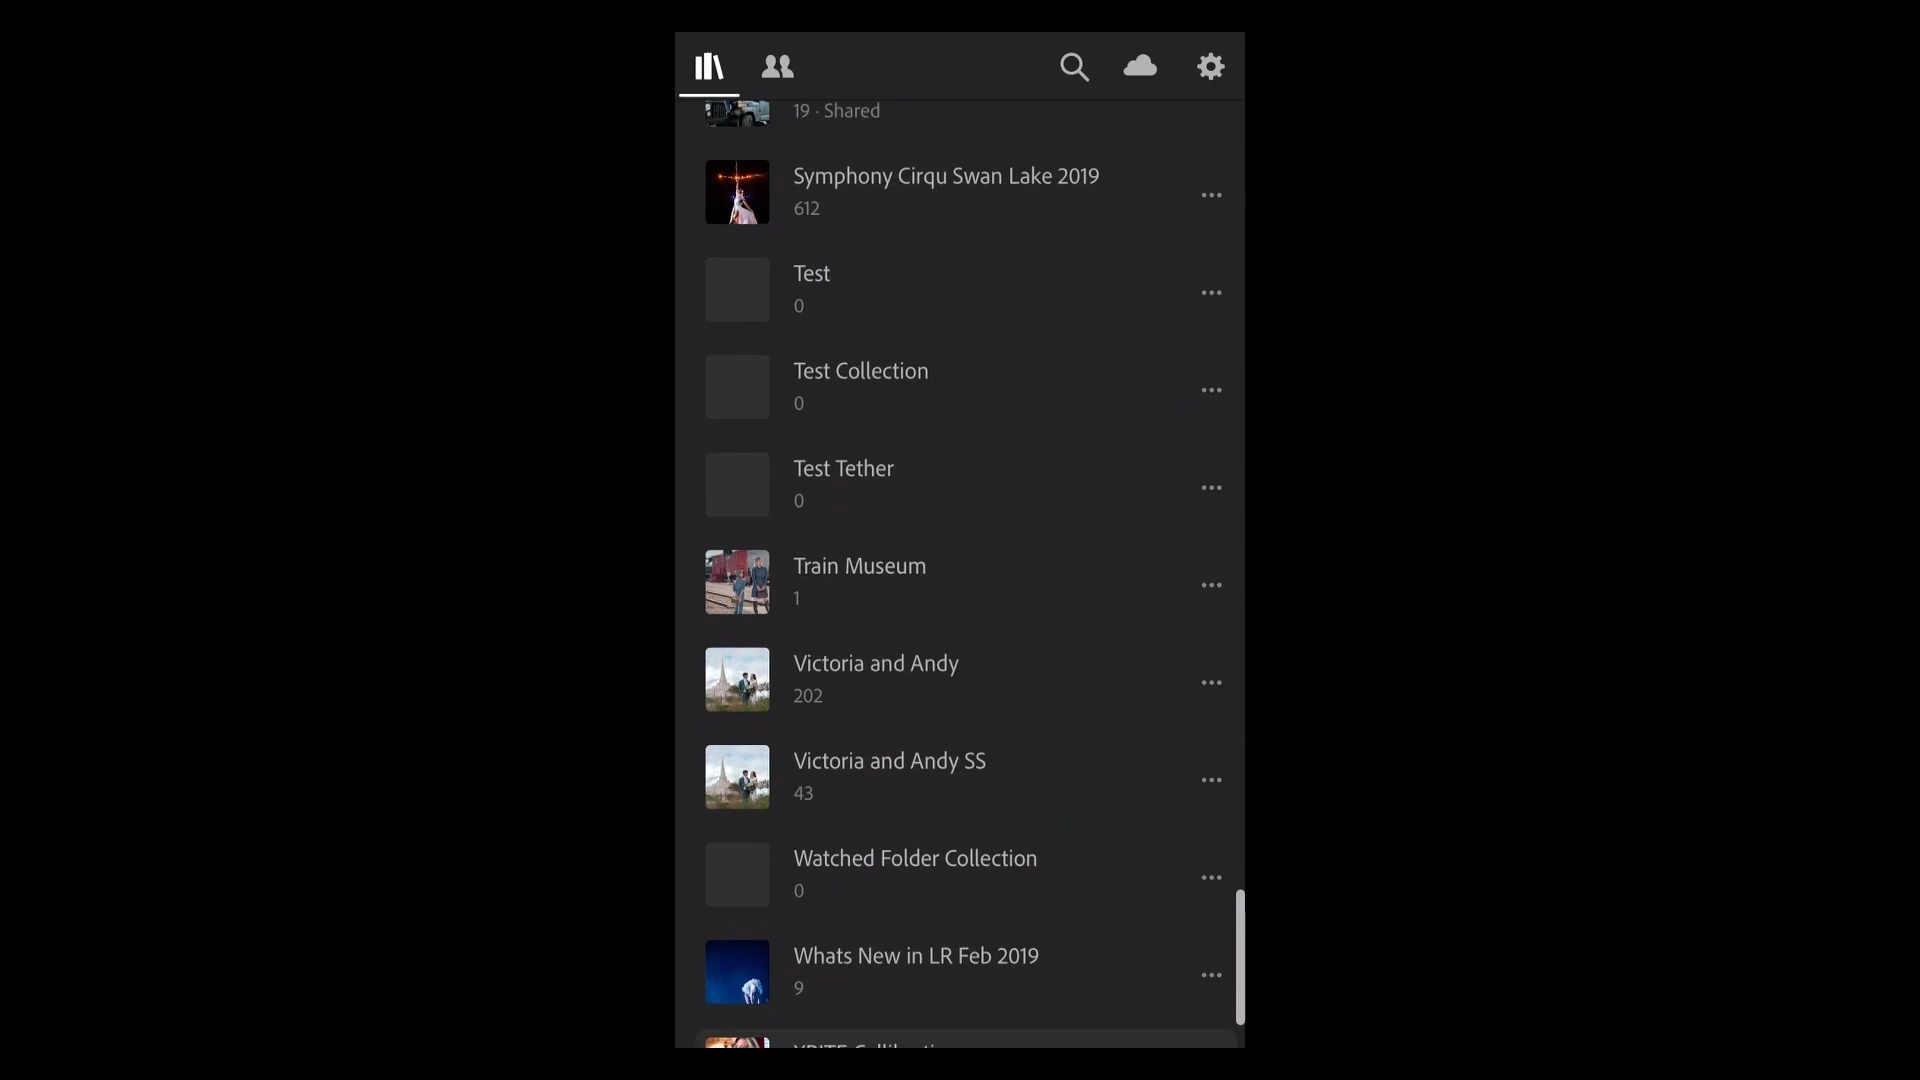 19 · Shared
Symphony Cirqu Swan Lake 2019
612
Test
0
Test Collection
0
Test Tether
0
Train Museum
1
Victoria and Andy
202
Victoria and Andy SS
43
Watched Folder Collection
0
Whats New in LR Feb 2019
9